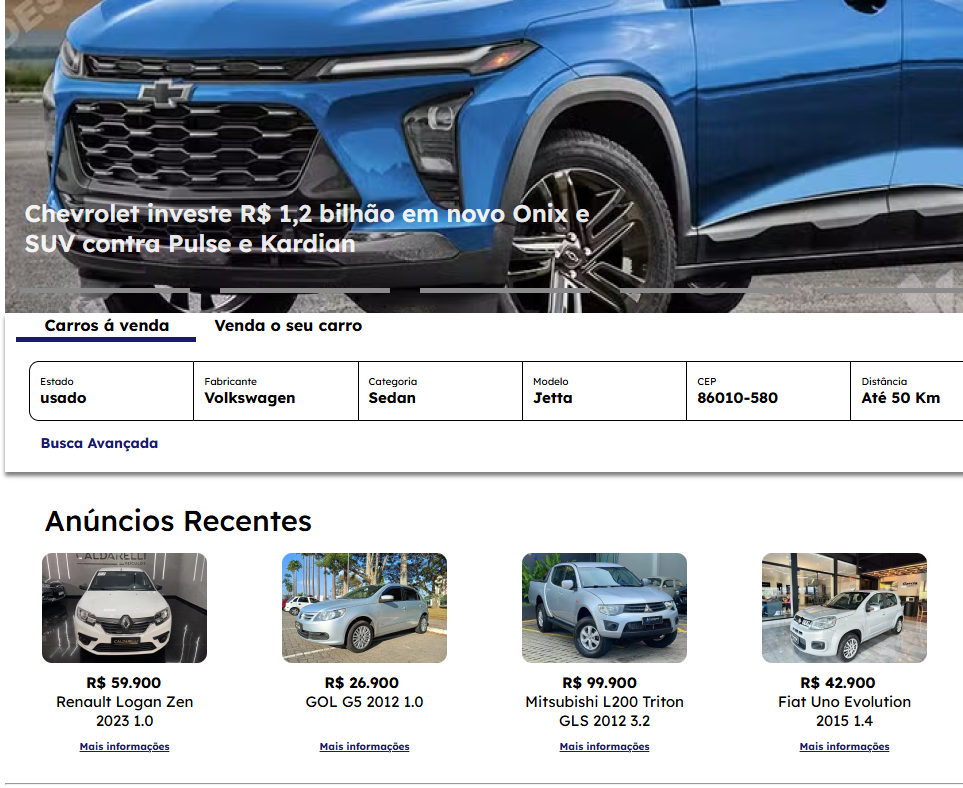 Chevrolet investe R$ 1,2 bilhão em novo Onix e
SUV contra Pulse e Kardian
Carros á venda
Venda o seu carro
Estado
usado
Fabricante
Volkswagen
Categoria
Sedan
Modelo
Jetta
CEP
86010-580
Distância
Até 50 Km
Busca Avançada
Anúncios Recentes
CALDARELLI
R$ 59.900
Renault Logan Zen
2023 1.0
Mais informações
R$ 26.900
GOL G5 2012 1.0
Mais informações
R$ 99.900
Mitsubishi L200 Triton
GLS 2012 3.2
Mais informações
R$ 42.900
Fiat Uno Evolution
2015 1.4
Mais informações